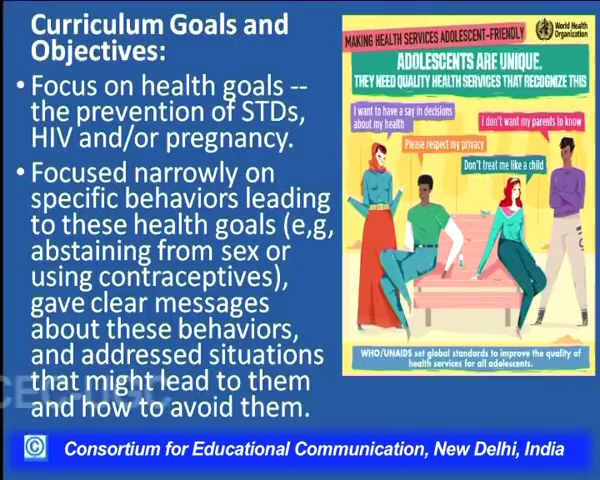 Curriculum Goals and
Objectives:
• Focus on health goals --
the prevention of STDs,
HIV and/or pregnancy.
• Focused narrowly on
specific behaviors leading
to these health goals (e,g,
abstaining from sex or
using contraceptives),
gave clear messages
about these behaviors,
and addressed situations
that might lead to them
and how to avoid them.
MAKING HEALTH SERVICES ADOLESCENT-FRIENDLY
World Health
Organization
ADOLESCENTS ARE UNIQUE.
THEY NEED QUALITY HEALTH SERVICES THAT RECOGNIZE THIS
I want to have a say in decisions
about my health
I don't want my parents to know
Please respect my privacy
Don't treat me like a child
WHO/UNAIDS set global standards to improve the quality of
health services for all adolescents.
CEC-UGC
© Consortium for Educational Communication, New Delhi, India